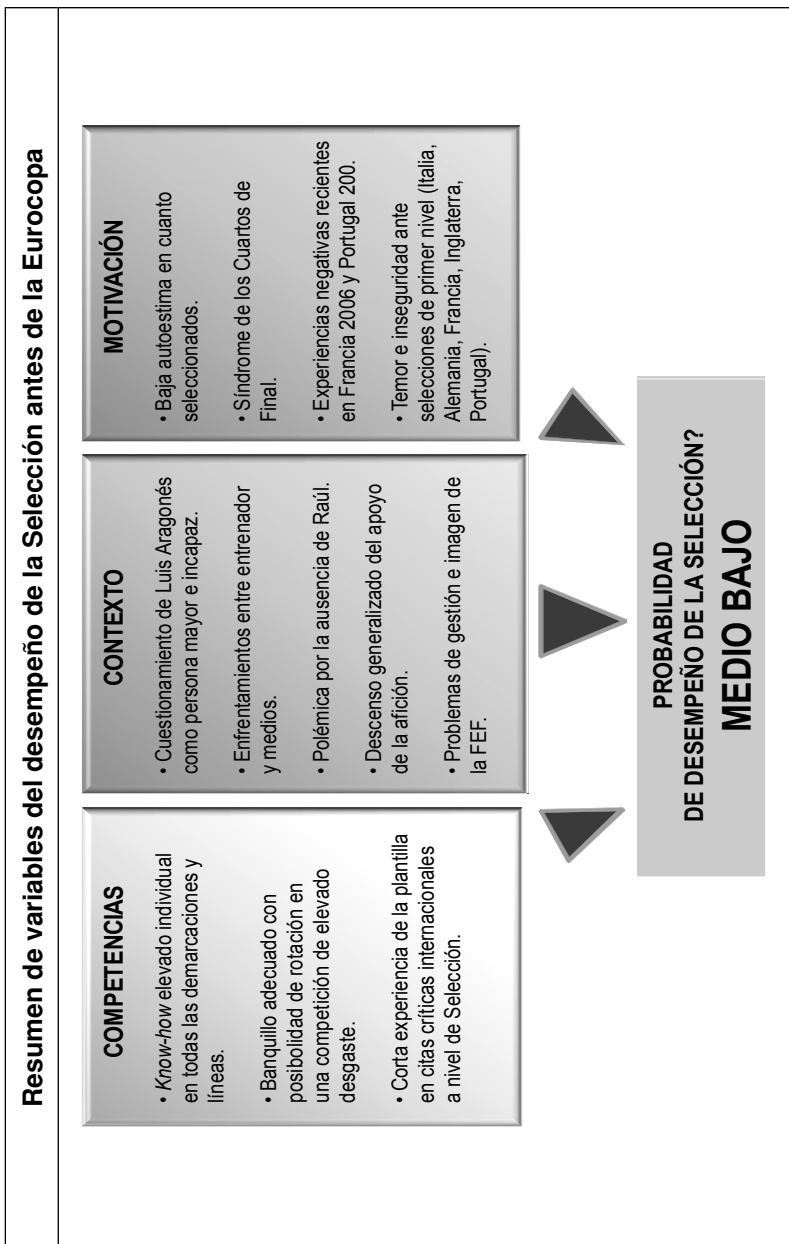 Resumen de variables del desempeño de la Selección antes de la Eurocopa
COMPETENCIAS
• Know-how elevado individual
en todas las demarcaciones y
líneas.
• Banquillo adecuado con
posibolidad de rotación en
una competición de elevado
desgaste.
• Corta experiencia de la plantilla
en citas críticas internacionales
a nivel de Selección.
CONTEXTO
• Cuestionamiento de Luis Aragonés
como persona mayor e incapaz.
• Enfrentamientos entre entrenador
y medios.
• Polémica por la ausencia de Raúl.
• Descenso generalizado del apoyo
de la afición.
• Problemas de gestión e imagen de
la FEF.
MOTIVACIÓN
• Baja autoestima en cuanto
seleccionados.
• Síndrome de los Cuartos de
Final.
• Experiencias negativas recientes
en Francia 2006 y Portugal 200.
• Temor e inseguridad ante
selecciones de primer nivel (Italia,
Alemania, Francia, Inglaterra,
Portugal).
PROBABILIDAD
DE DESEMPEÑO DE LA SELECCIÓN?
MEDIO BAJO